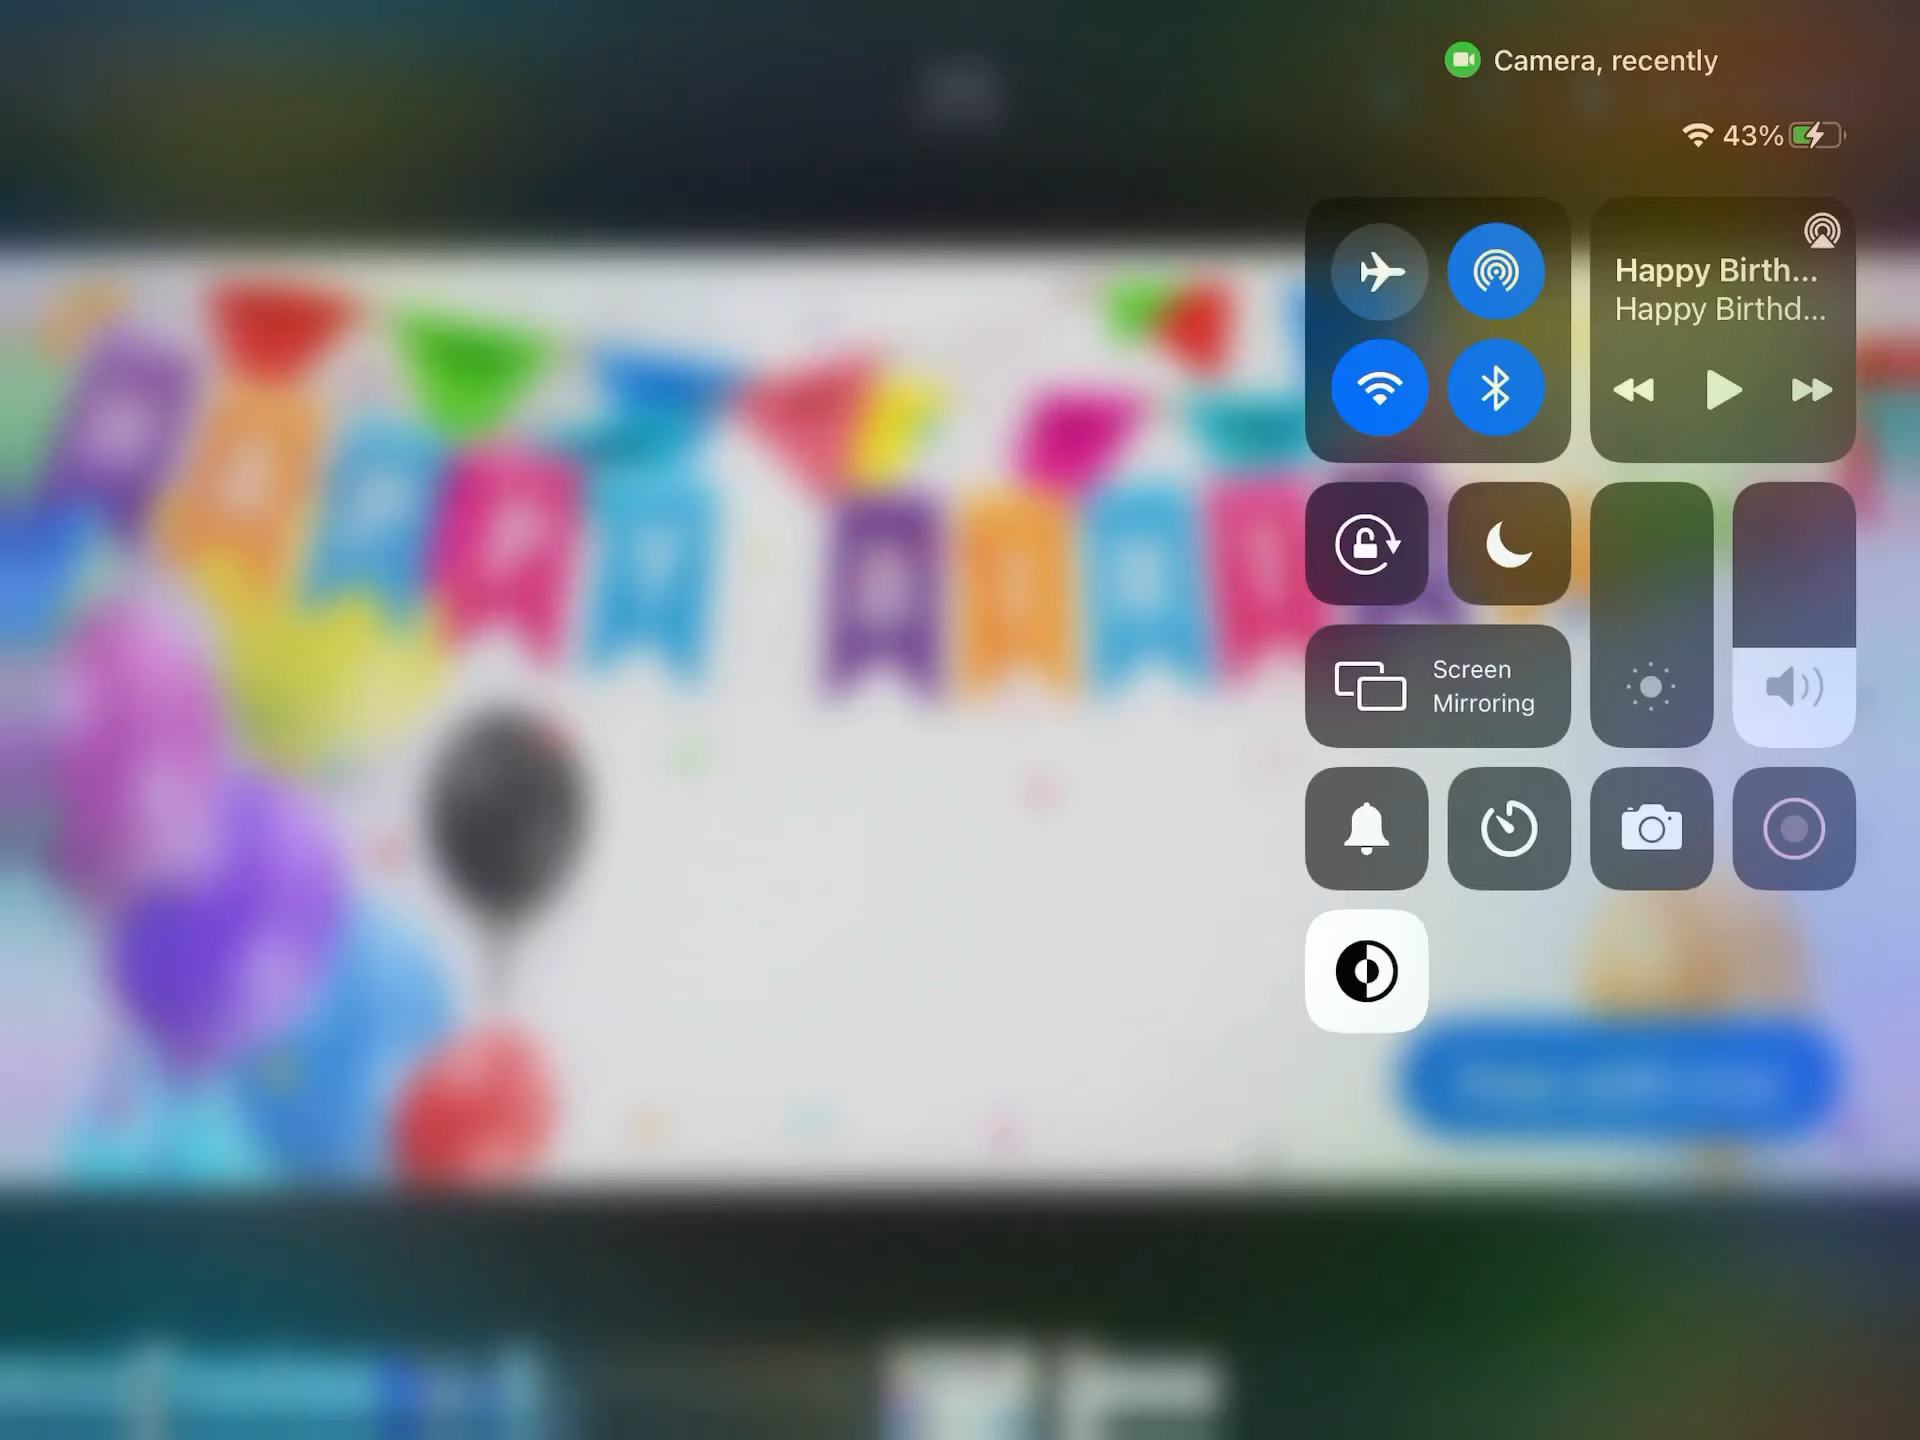 Camera, recently
43%
Happy Birth...
Happy Birthd...
Screen
Mirroring
H A P P Y B I R T